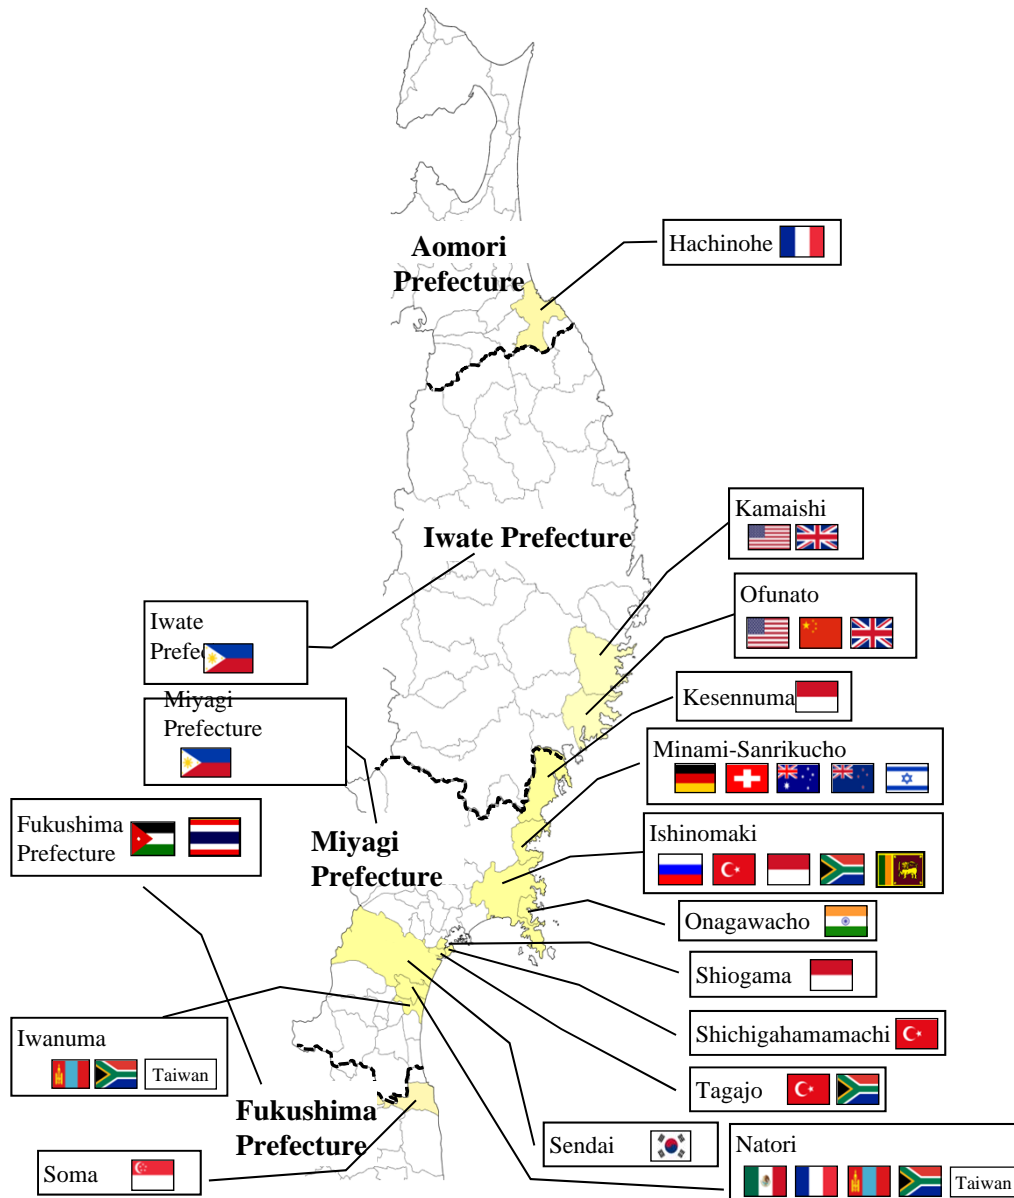 Aomori
Prefecture
Hachinohe
Kamaishi
Iwate Prefecture
Ofunato
Iwate
Prefe
Kesennuma
Miyagi
Prefecture
Minami-Sanrikucho
Fukushima
Prefecture
Miyagi
Prefecture
Ishinomaki
Onagawacho
Shiogama
Shichigahamamachi
Iwanuma
Taiwan
Tagajo
Fukushima
Prefecture
Sendai
Natori
Taiwan
Soma